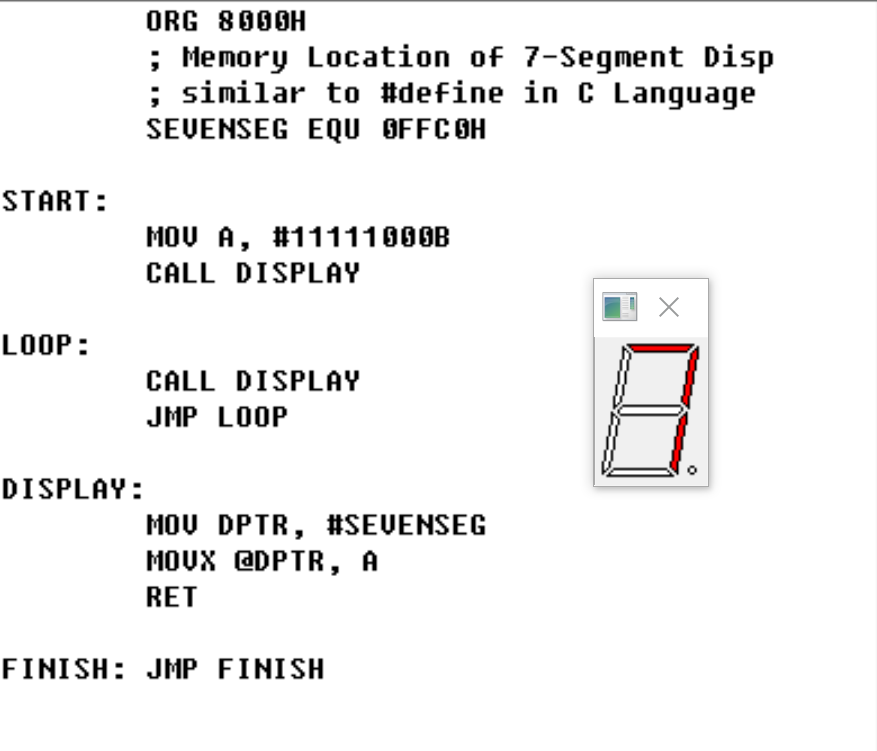 ORG 8000H
; Memory Location of 7-Segment Disp
; similar to #define in C Language
SEVENSEG EQU 0FFC0H
START:
MOV A, #11111000B
CALL DISPLAY
LOOP:
CALL DISPLAY
JMP LOOP
DISPLAY:
MOV DPTR, #SEVENSEG
MOVX @DPTR, A
RET
FINISH: JMP FINISH